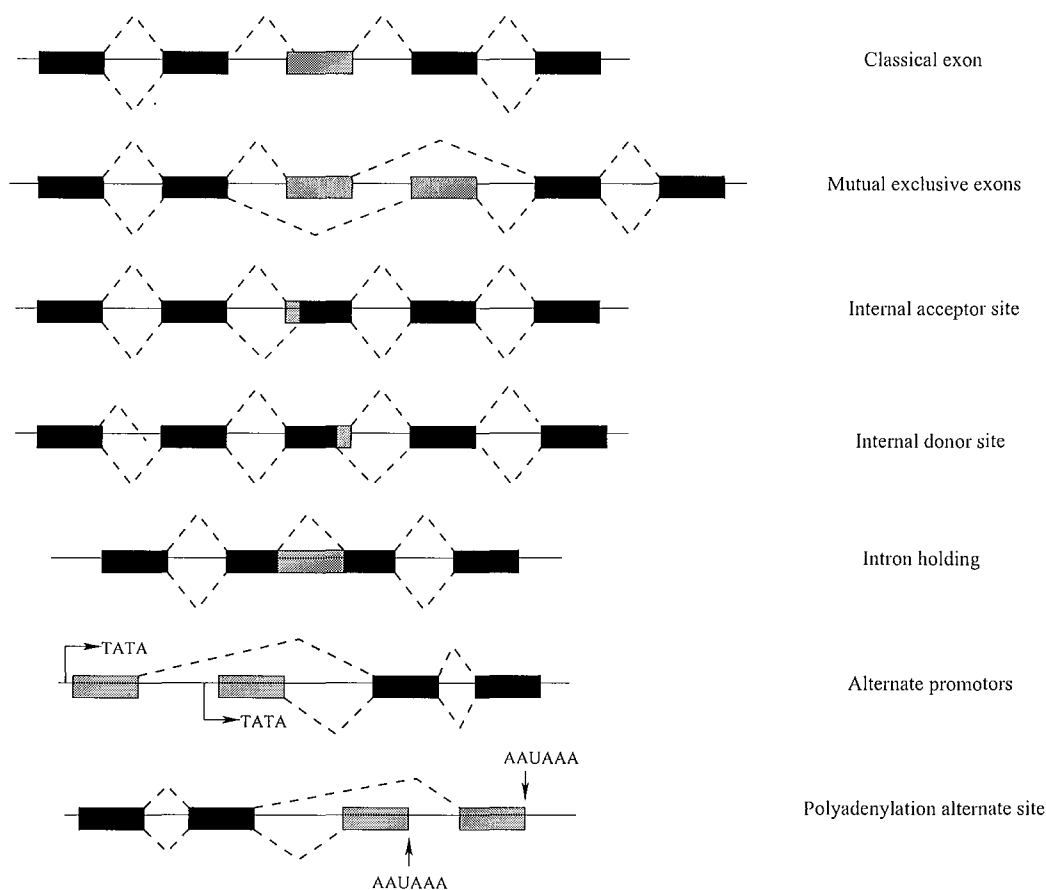 Classical exon
Mutual exclusive exons
Internal acceptor site
Internal donor site
Intron holding
TATA
TATA
Alternate promotors
AAUAAA
Polyadenylation alternate site
AAUAAA